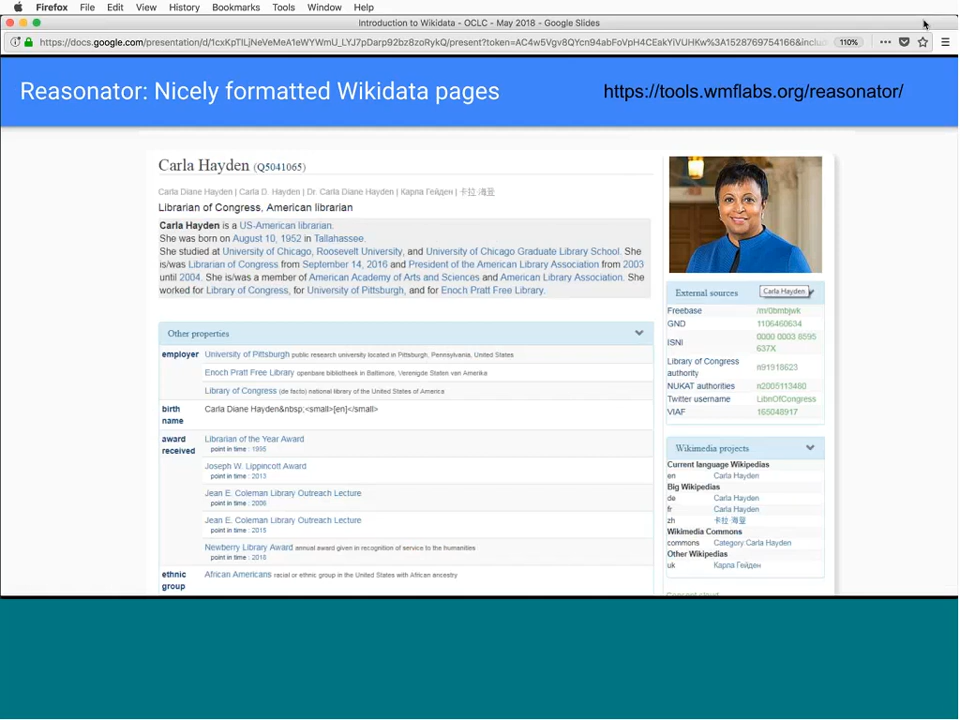 Firefox File Edit View History Bookmarks Tools Window Help
Introduction to Wikidata - OCLC - May 2018 - Google Slides
110%
Reasonator: Nicely formatted Wikidata pages
https://tools.wmflabs.org/reasonator/
Carla Hayden (Q5041065)
Carla Diane Hayden | Carla D. Hayden | Dr. Carla Diane Hayden | Карла Гейден | 卡拉 海登
Librarian of Congress, American librarian
Carla Hayden is a US-American librarian.
She was born on August 10, 1952 in Tallahassee.
She studied at University of Chicago, Roosevelt University, and University of Chicago Graduate Library School. She
is/was Librarian of Congress from September 14, 2016 and President of the American Library Association from 2003
until 2004. She is/was a member of American Academy of Arts and Sciences and American Library Association. She
worked for Library of Congress, for University of Pittsburgh, and for Enoch Pratt Free Library.
Other properties
employer University of Pittsburgh public research university located in Pittsburgh, Pennsylvania, United States
Enoch Pratt Free Library openbare bibliotheek in Baltimore, Verenigde Staten van Amerika
Library of Congress (de facto) national library of the United States of America
birth name Carla Diane Hayden&nbsp;<small>[en]</small>
award received Librarian of the Year Award
point in time : 1995
Joseph W. Lippincott Award
point in time : 2013
Jean E. Coleman Library Outreach Lecture
point in time : 2006
Jean E. Coleman Library Outreach Lecture
point in time : 2015
Newberry Library Award annual award given in recognition of service to the humanities
point in time : 2018
ethnic group African Americans racial or ethnic group in the United States with African ancestry
External sources
Carla Hayden
Freebase /m/0bmbjwk
GND 1106460634
ISNI 0000 0003 8595 637X
Library of Congress authority n91918623
NUKAT authorities n2005113480
Twitter username LibnOfCongress
VIAF 165048917
Wikimedia projects
Current language Wikipedias
en Carla Hayden
Big Wikipedias
de Carla Hayden
fr Carla Hayden
zh 卡拉 海登
Wikimedia Commons
commons Category:Carla Hayden
Other Wikipedias
uk Карла Гейден